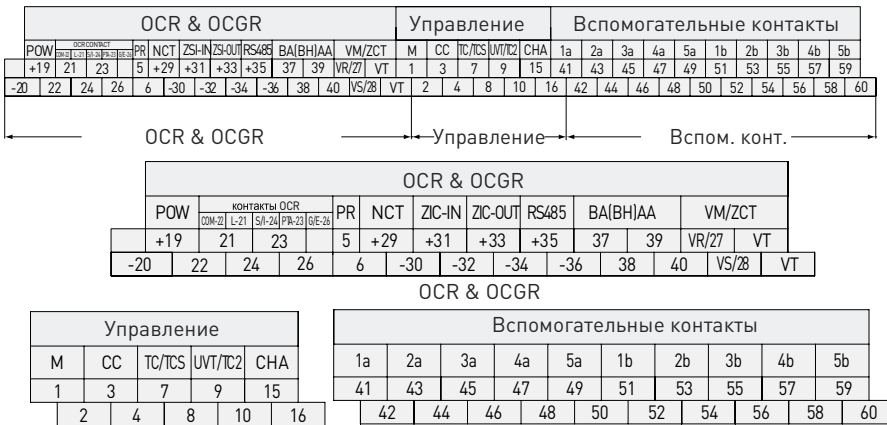 OCR & OCGR Управление Вспомогательные контакты
POW OCR CONTACT PR CC NCT ZSI-IN ZSI-OUT RS485 BA(BH)AA VM/ZCT M CC TC/TCS UVT/TC2 CHA 1a 2a 3a 4a 5a 1b 2b 3b 4b 5b
COM-22 L-21 S/I-24 PTA-23 G/E-26
+19 21 23 5 +29 +31 +33 +35 37 39 VR/27 VT 1 3 7 9 15 41 43 45 47 49 51 53 55 57 59
-20 22 24 26 6 -30 -32 -34 -36 38 40 VS/28 VT 2 4 8 10 16 42 44 46 48 50 52 54 56 58 60
OCR & OCGR Управление Вспом. конт.
OCR & OCGR
POW контакты OCR PR NCT ZIC-IN ZIC-OUT RS485 BA(BH)AA VM/ZCT
COM-22 L-21 S/I-24 PTA-23 G/E-26
+19 21 23 5 +29 +31 +33 +35 37 39 VR/27 VT
-20 22 24 26 6 -30 -32 -34 -36 38 40 VS/28 VT
OCR & OCGR
Управление
M CC TC/TCS UVT/TC2 CHA
1 3 7 9 15
2 4 8 10 16
Вспомогательные контакты
1a 2a 3a 4a 5a 1b 2b 3b 4b 5b
41 43 45 47 49 51 53 55 57 59
42 44 46 48 50 52 54 56 58 60